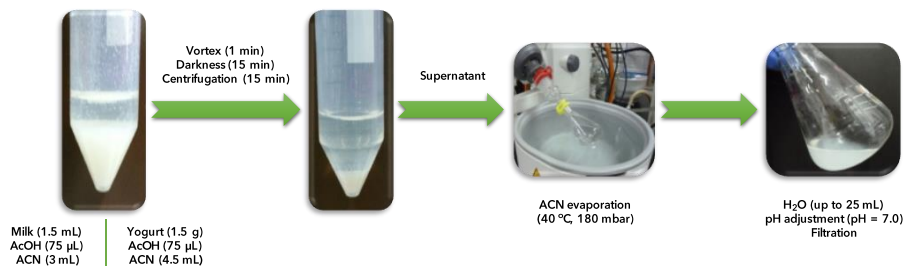 Vortex (1 min)
Darkness (15 min)
Centrifugation (15 min)
Supernatant
Milk (1.5 mL)
AcOH (75 µL)
ACN (3 mL)
Yogurt (1.5 g)
AcOH (75 µL)
ACN (4.5 mL)
ACN evaporation
(40 ºC, 180 mbar)
H₂O (up to 25 mL)
pH adjustment (pH = 7.0)
Filtration